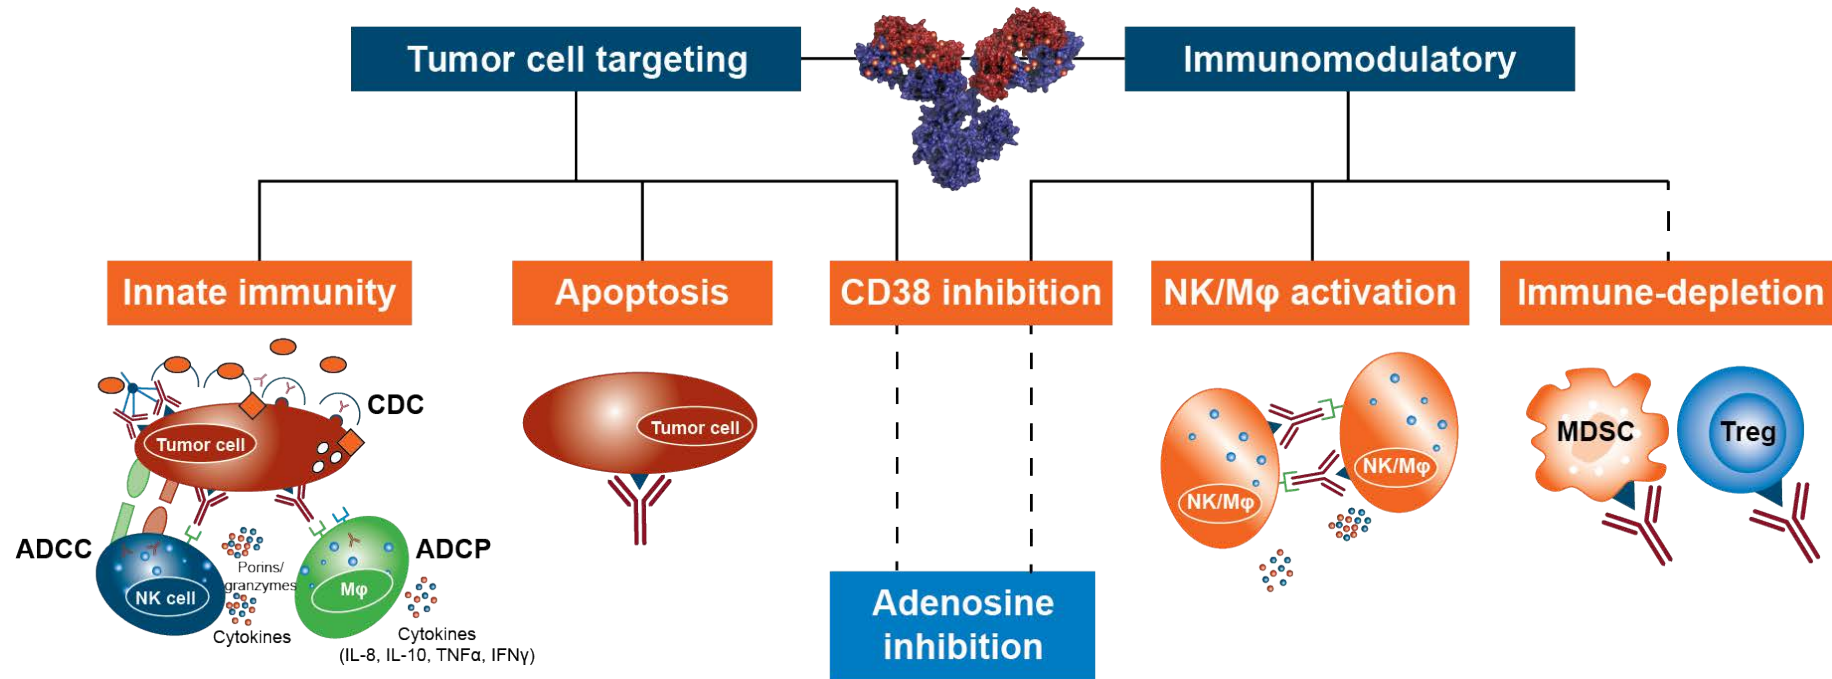 Tumor cell targeting
Immunomodulatory
Innate immunity
Apoptosis
CD38 inhibition
NK/Mφ activation
Immune-depletion
CDC
Tumor cell
ADCC
NK cell
Porins/
granzymes
Cytokines
ADCP
Mφ
Cytokines
(IL-8, IL-10, TNFα, IFNγ)
Tumor cell
Adenosine
inhibition
NK/Mφ
NK/Mφ
MDSC
Treg